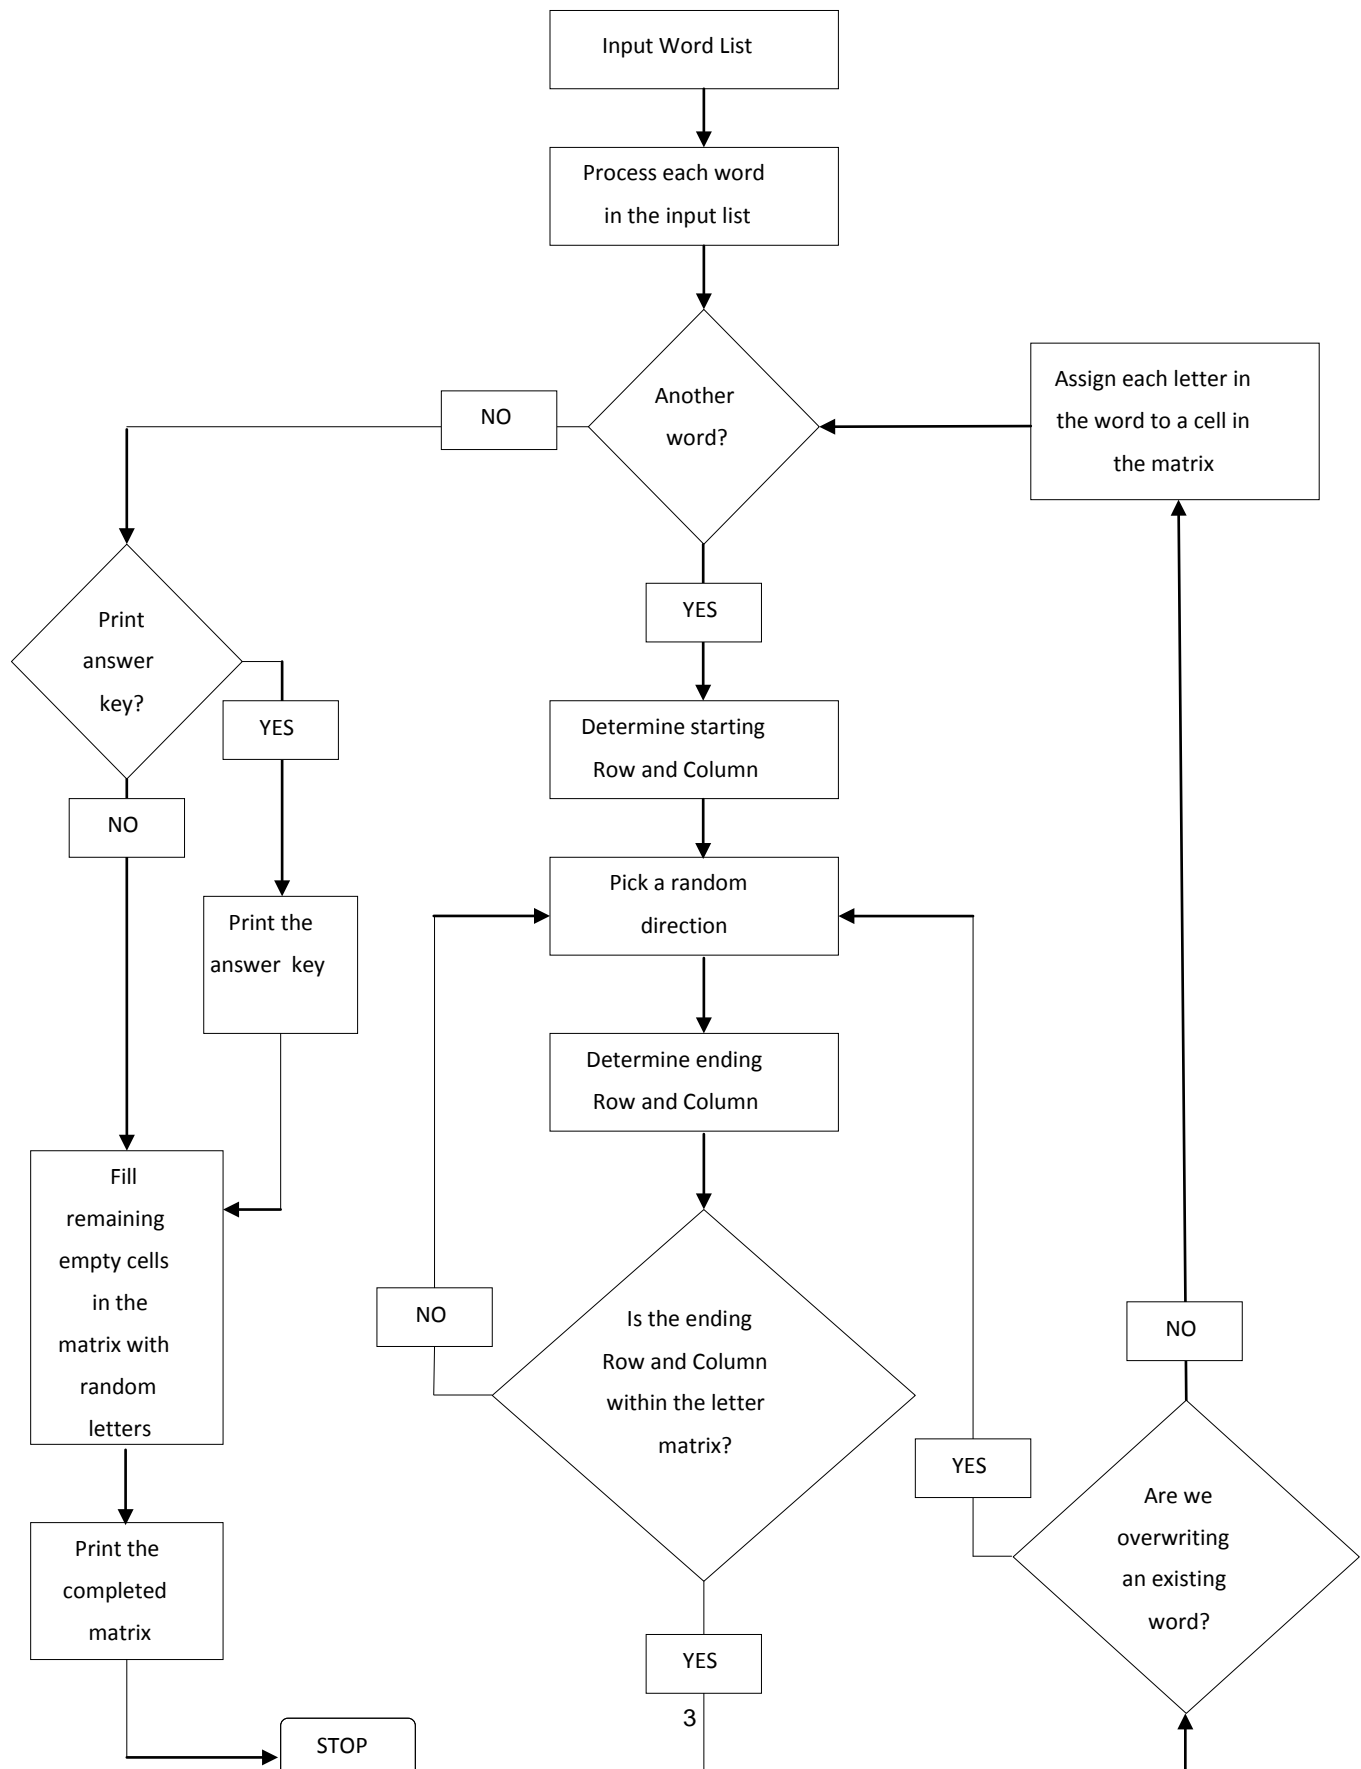 Input Word List
Process each word
in the input list
Another
word?
NO
YES
Assign each letter in
the word to a cell in
the matrix
Print
answer
key?
YES
NO
Print the
answer key
Determine starting
Row and Column
Pick a random
direction
Determine ending
Row and Column
Is the ending
Row and Column
within the letter
matrix?
NO
YES
Are we
overwriting
an existing
word?
YES
NO
Fill
remaining
empty cells
in the
matrix with
random
letters
Print the
completed
matrix
STOP
3